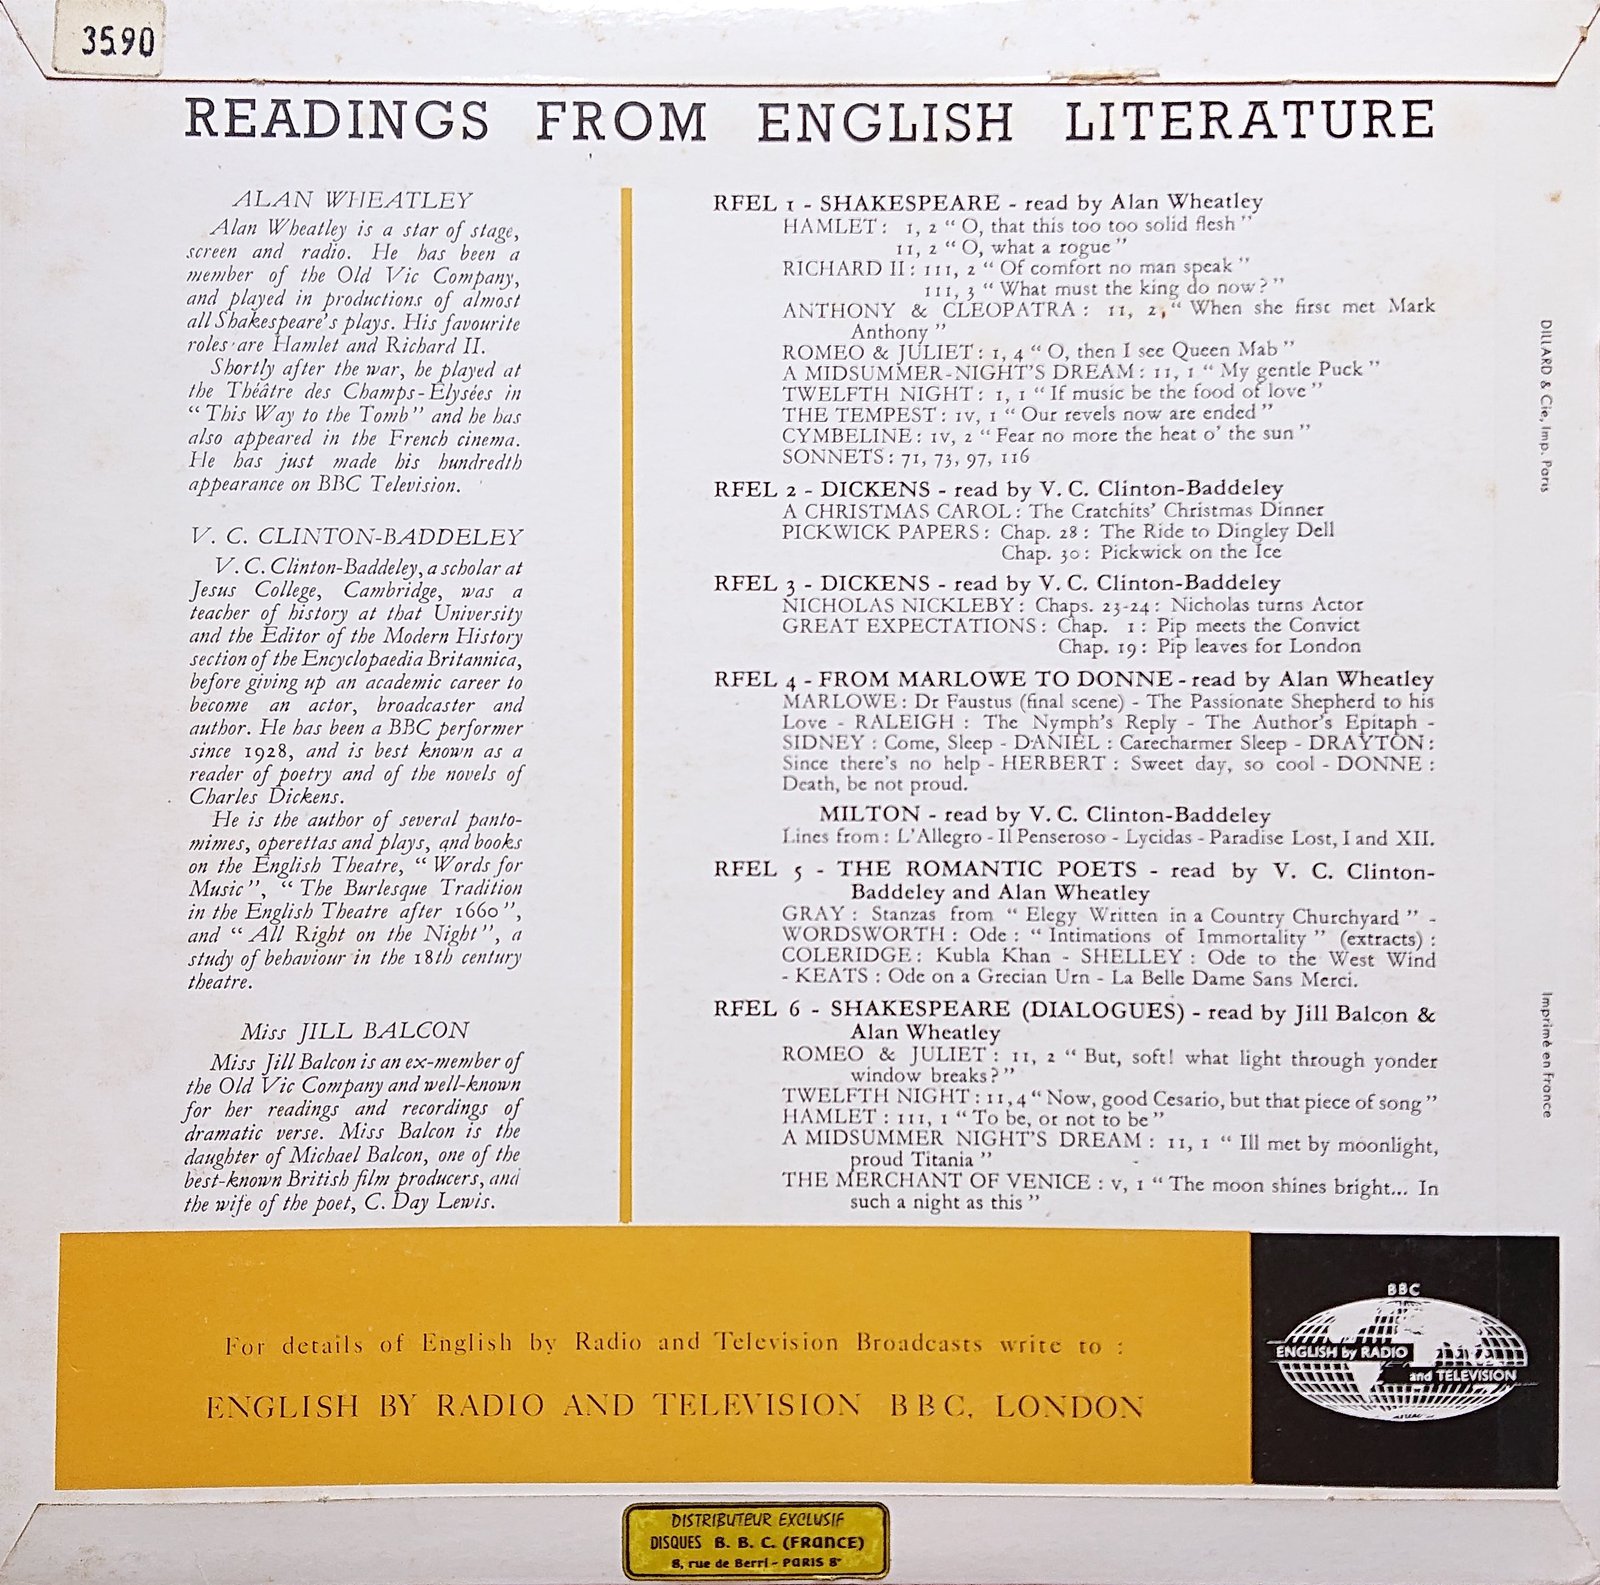 3590
READINGS FROM ENGLISH LITERATURE
ALAN WHEATLEY
Alan Wheatley is a star of stage,
screen and radio. He has been a
member of the Old Vic Company,
and played in productions of almost
all Shakespeare's plays. His favourite
roles are Hamlet and Richard II.
Shortly after the war, he played at
the Théâtre des Champs-Elysées in
“This Way to the Tomb” and he has
also appeared in the French cinema.
He has just made his hundredth
appearance on BBC Television.
V. C. CLINTON-BADDELEY
V. C. Clinton-Baddeley, a scholar at
Jesus College, Cambridge, was a
teacher of history at that University
and the Editor of the Modern History
section of the Encyclopaedia Britannica,
before giving up an academic career to
become an actor, broadcaster and
author. He has been a BBC performer
since 1928, and is best known as a
reader of poetry and of the novels of
Charles Dickens.
He is the author of several panto-
mimes, operettas and plays, and books
on the English Theatre, “Words for
Music”, “The Burlesque Tradition
in the English Theatre after 1660”,
and “All Right on the Night”, a
study of behaviour in the 18th century
theatre.
Miss JILL BALCON
Miss Jill Balcon is an ex-member of
the Old Vic Company and well-known
for her readings and recordings of
dramatic verse. Miss Balcon is the
daughter of Michael Balcon, one of the
best-known British film producers, and
the wife of the poet, C. Day Lewis.
RFEL 1 - SHAKESPEARE - read by Alan Wheatley
HAMLET: I, 2 “O, that this too too solid flesh”
II, 2 “O, what a rogue”
RICHARD II: III, 2 “Of comfort no man speak”
III, 3 “What must the king do now?”
ANTHONY & CLEOPATRA: II, 2, “When she first met Mark
Anthony”
ROMEO & JULIET: I, 4 “O, then I see Queen Mab”
A MIDSUMMER-NIGHT'S DREAM: II, I “My gentle Puck”
TWELFTH NIGHT: I, I “If music be the food of love”
THE TEMPEST: IV, I “Our revels now are ended”
CYMBELINE: IV, 2 “Fear no more the heat o' the sun”
SONNETS: 71, 73, 97, 116
RFEL 2 - DICKENS - read by V. C. Clinton-Baddeley
A CHRISTMAS CAROL: The Cratchits' Christmas Dinner
PICKWICK PAPERS: Chap. 28: The Ride to Dingley Dell
Chap. 30: Pickwick on the Ice
RFEL 3 - DICKENS - read by V. C. Clinton-Baddeley
NICHOLAS NICKLEBY: Chaps. 23-24: Nicholas turns Actor
GREAT EXPECTATIONS: Chap. 1: Pip meets the Convict
Chap. 19: Pip leaves for London
RFEL 4 - FROM MARLOWE TO DONNE - read by Alan Wheatley
MARLOWE: Dr Faustus (final scene) - The Passionate Shepherd to his
Love - RALEIGH: The Nymph's Reply - The Author's Epitaph -
SIDNEY: Come, Sleep - DANIEL: Carecharmer Sleep - DRAYTON:
Since there's no help - HERBERT: Sweet day, so cool - DONNE:
Death, be not proud.
MILTON - read by V. C. Clinton-Baddeley
Lines from: L'Allegro - Il Penseroso - Lycidas - Paradise Lost, I and XII.
RFEL 5 - THE ROMANTIC POETS - read by V. C. Clinton-
Baddeley and Alan Wheatley
GRAY: Stanzas from “Elegy Written in a Country Churchyard” -
WORDSWORTH: Ode: “Intimations of Immortality” (extracts):
COLERIDGE: Kubla Khan - SHELLEY: Ode to the West Wind
- KEATS: Ode on a Grecian Urn - La Belle Dame Sans Merci.
RFEL 6 - SHAKESPEARE (DIALOGUES) - read by Jill Balcon &
Alan Wheatley
ROMEO & JULIET: II, 2 “But, soft! what light through yonder
window breaks?”
TWELFTH NIGHT: II, 4 “Now, good Cesario, but that piece of song”
HAMLET: III, I “To be, or not to be”
A MIDSUMMER NIGHT'S DREAM: II, I “Ill met by moonlight,
proud Titania”
THE MERCHANT OF VENICE: V, I “The moon shines bright... In
such a night as this”
DILLARD & Cie, Imp. Paris
Imprimé en France
For details of English by Radio and Television Broadcasts write to:
ENGLISH BY RADIO AND TELEVISION BBC, LONDON
BBC
ENGLISH by RADIO
and TELEVISION
DISTRIBUTEUR EXCLUSIF
DISQUES B. B. C. (FRANCE)
8, rue de Berri - PARIS 8e